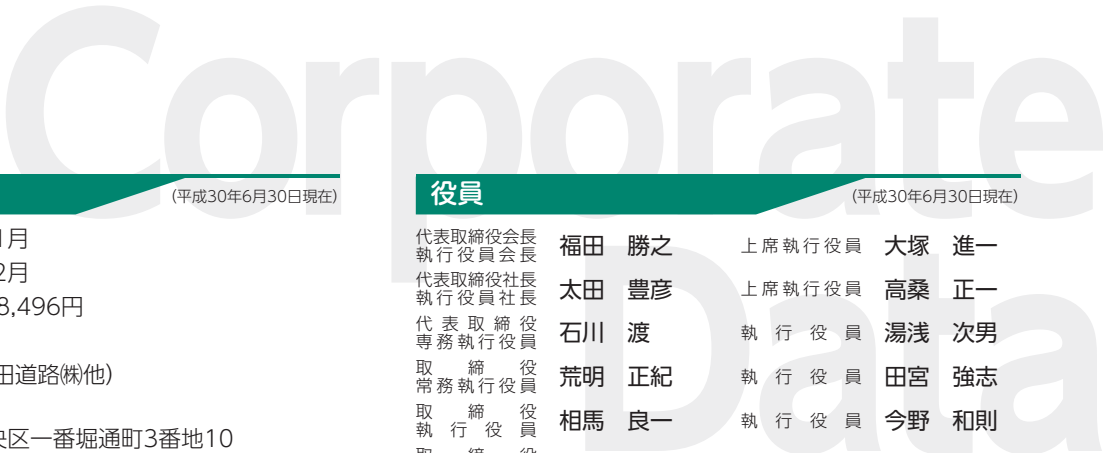 Corporate
Data
(平成30年6月30日現在)
月
2月
8,496円
田道路㈱他)
区一番堀通町3番地10
役員
(平成30年6月30日現在)
代表取締役会長
執行役員会長
福田 勝之
代表取締役社長
執行役員社長
太田 豊彦
代表取締役
専務執行役員
石川 渡
取締役
常務執行役員
荒明 正紀
取締役
執行役員
相馬 良一
上席執行役員 大塚 進一
上席執行役員 高桑 正一
執行役員 湯浅 次男
執行役員 田宮 強志
執行役員 今野 和則